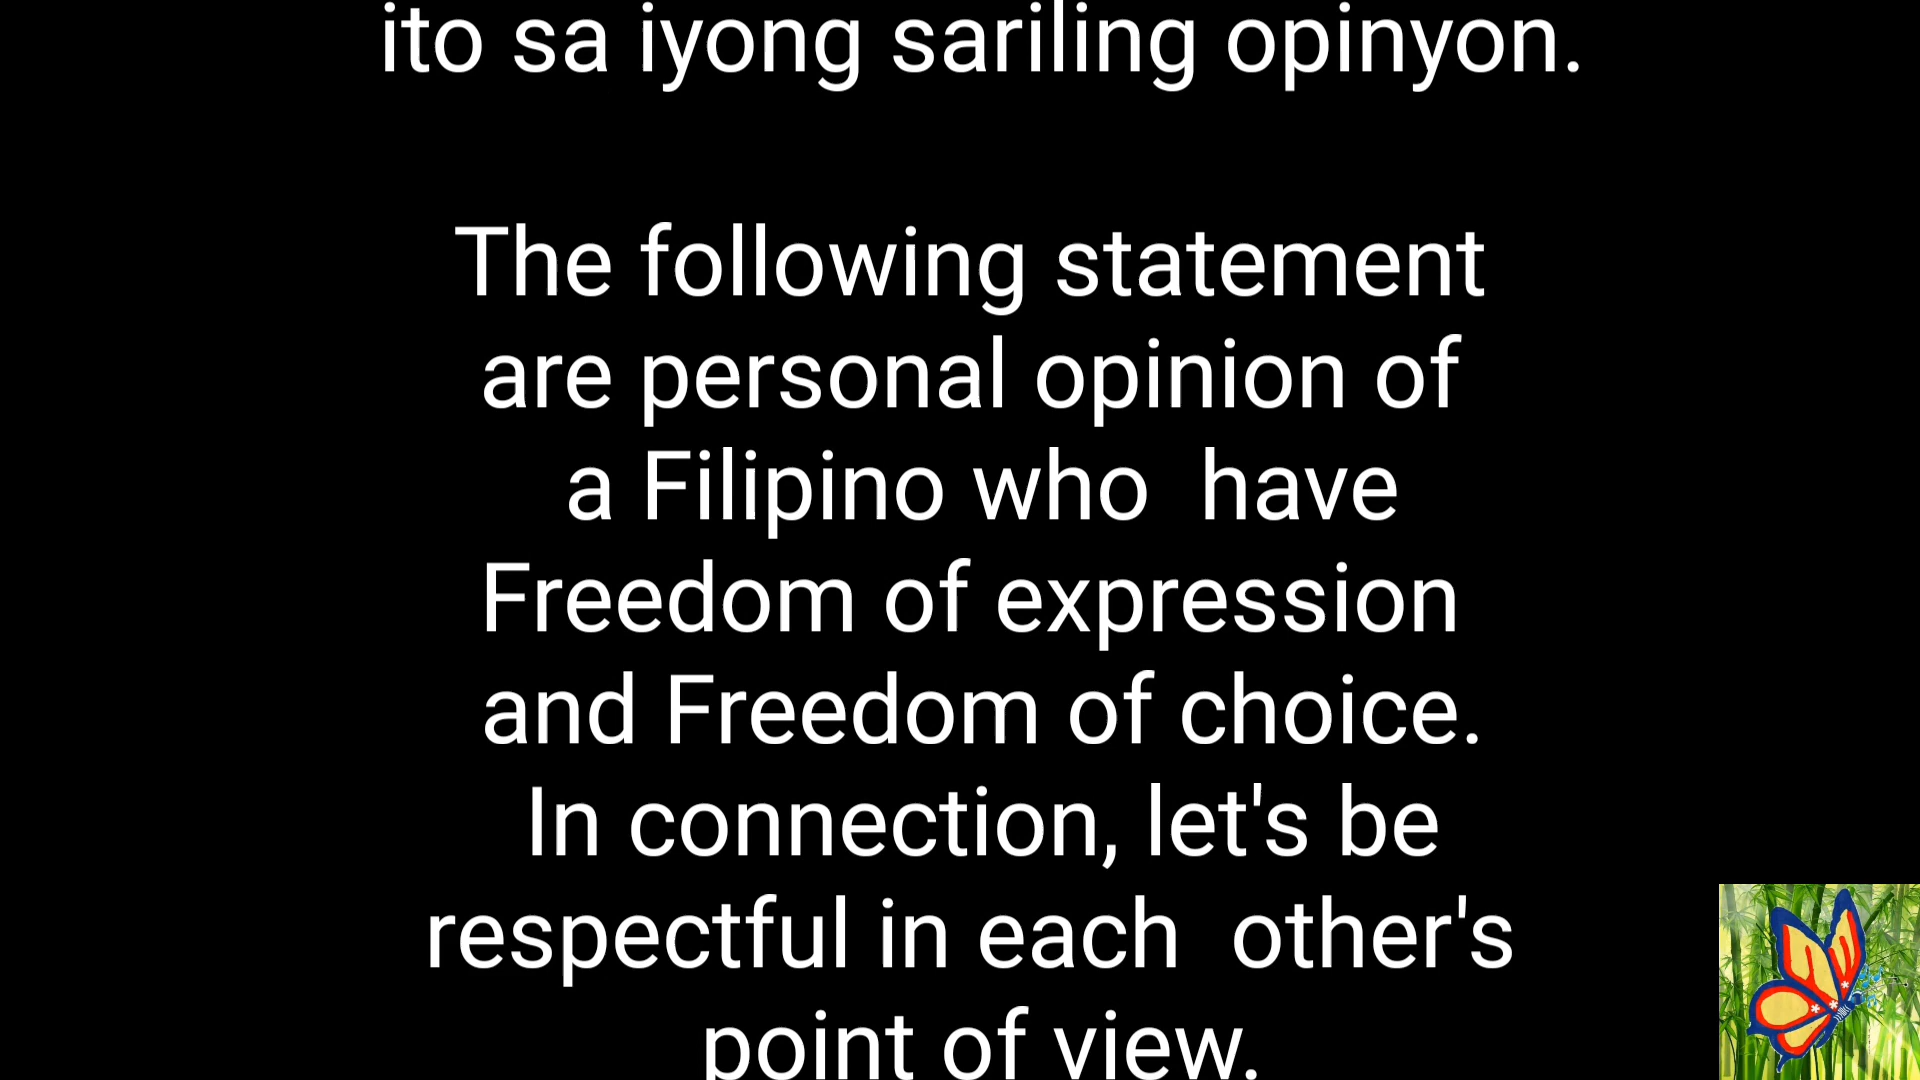 ito sa iyong sariling opinyon.
The following statement
are personal opinion of
a Filipino who  have
Freedom of expression
and Freedom of choice.
In connection, let's be
respectful in each  other's
point of view.